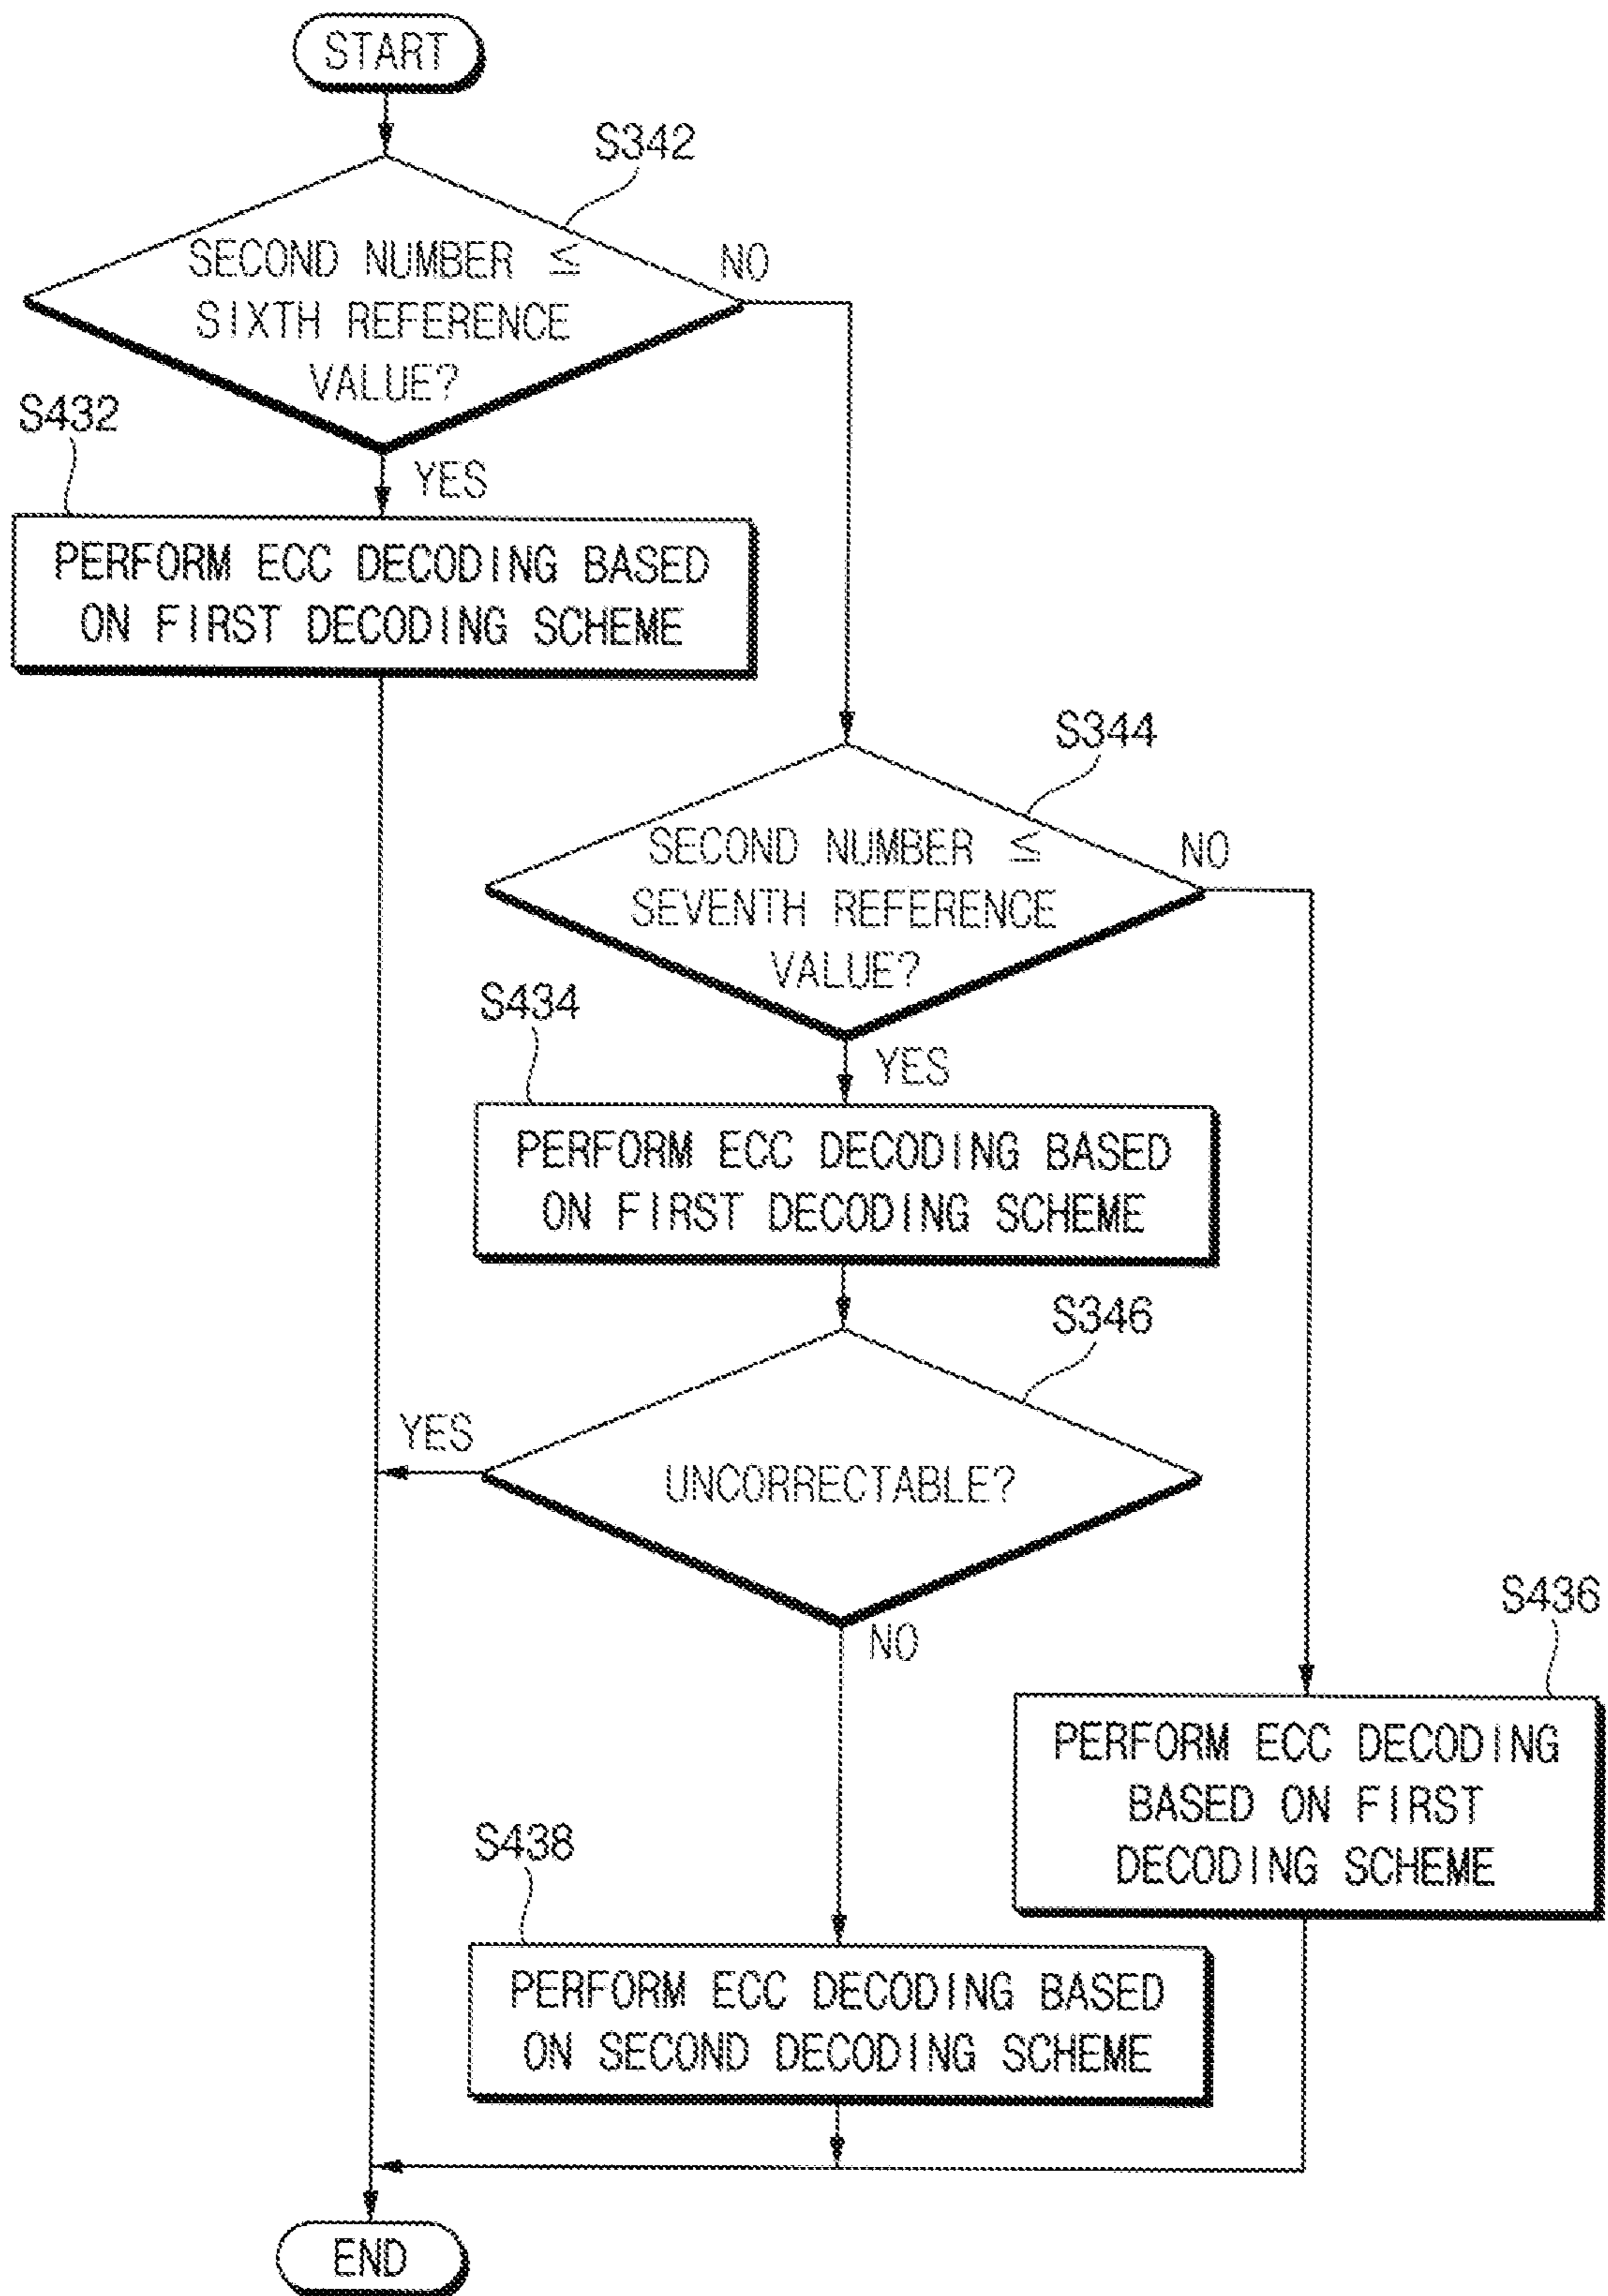 START
S342
SECOND NUMBER ≤
SIXTH REFERENCE
VALUE?
NO
YES
S432
PERFORM ECC DECODING BASED
ON FIRST DECODING SCHEME
S344
SECOND NUMBER ≤
SEVENTH REFERENCE
VALUE?
NO
YES
S434
PERFORM ECC DECODING BASED
ON FIRST DECODING SCHEME
S346
UNCORRECTABLE?
YES
NO
S436
PERFORM ECC DECODING
BASED ON FIRST
DECODING SCHEME
S438
PERFORM ECC DECODING BASED
ON SECOND DECODING SCHEME
END